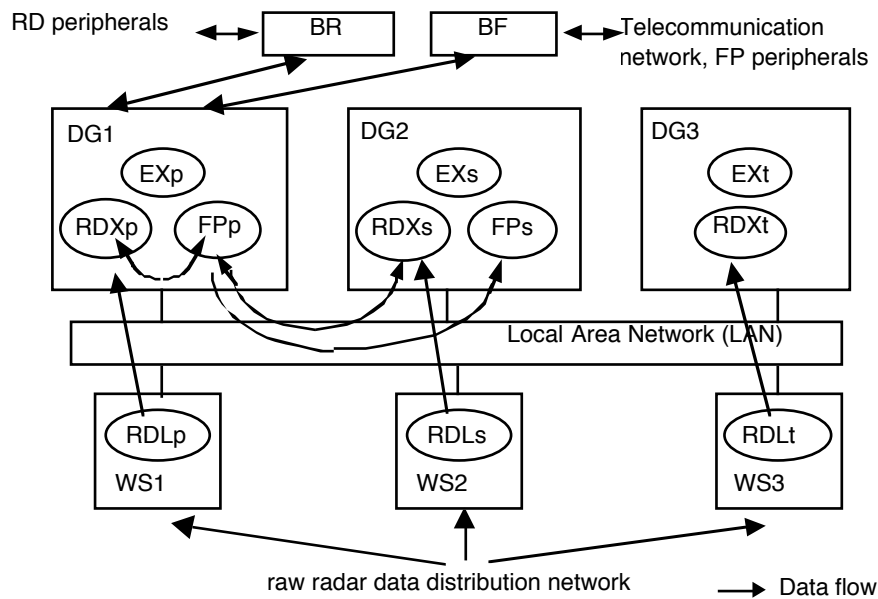 RD peripherals
BR
BF
Telecommunication
network, FP peripherals
DG1
DG2
DG3
EXp
EXs
EXt
RDXp
FPp
RDXs
FPs
RDXt
Local Area Network (LAN)
RDLp
RDLs
RDLt
WS1
WS2
WS3
raw radar data distribution network
Data flow